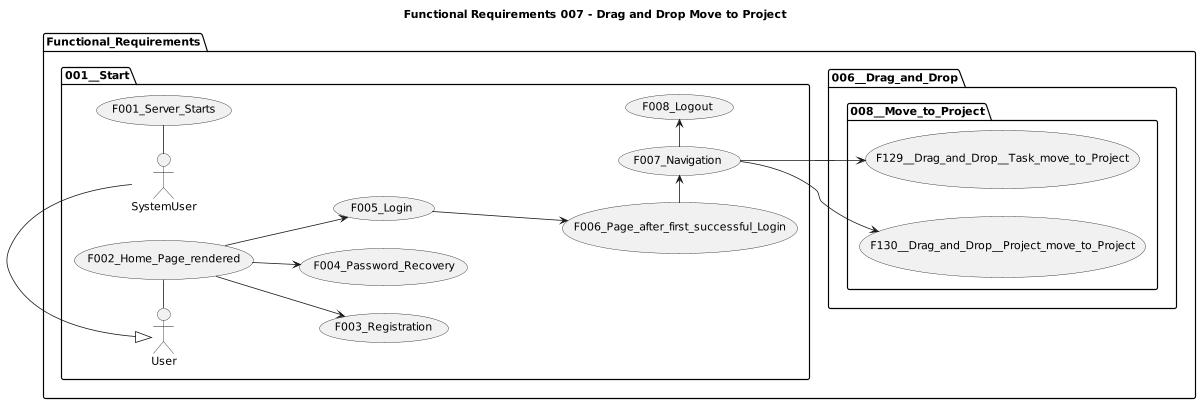 Functional Requirements 007 - Drag and Drop Move to Project
Functional_Requirements
001__Start
F001_Server_Starts
SystemUser
F002_Home_Page_rendered
User
F005_Login
F004_Password_Recovery
F003_Registration
F008_Logout
F007_Navigation
F006_Page_after_first_successful_Login
006__Drag_and_Drop
008__Move_to_Project
F129__Drag_and_Drop__Task_move_to_Project
F130__Drag_and_Drop__Project_move_to_Project